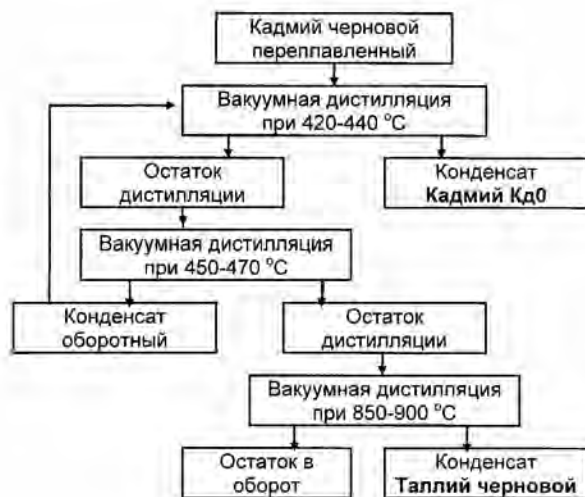 Кадмий черновой
переплавленный
Вакуумная дистилляция
при 420-440 °C
Остаток
дистилляции
Конденсат
Кадмий Кд0
Вакуумная дистилляция
при 450-470 °C
Конденсат
оборотный
Остаток
дистилляции
Вакуумная дистилляция
при 850-900 °C
Остаток в
оборот
Конденсат
Таллий черновой